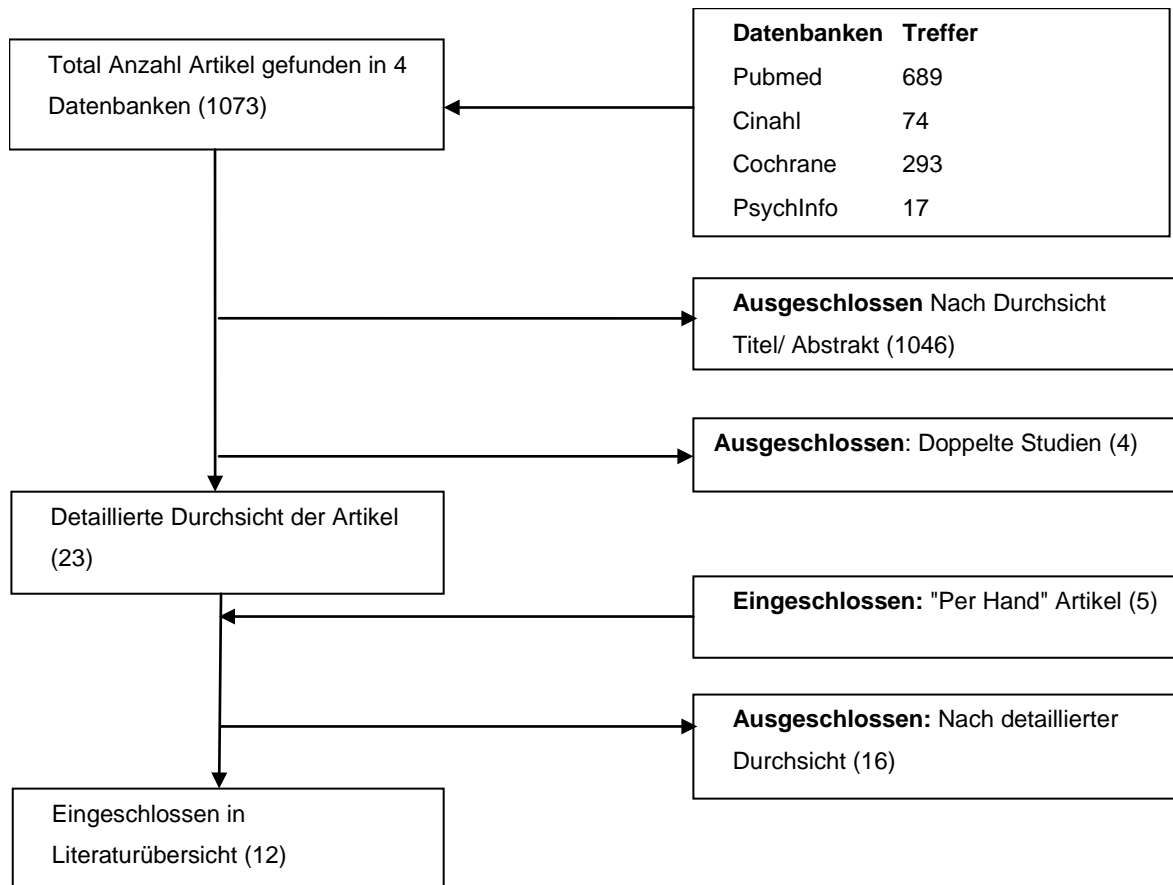 Total Anzahl Artikel gefunden in 4
Datenbanken (1073)
Datenbanken Treffer
Pubmed 689
Cinahl 74
Cochrane 293
PsychInfo 17
Ausgeschlossen Nach Durchsicht
Titel/ Abstrakt (1046)
Ausgeschlossen: Doppelte Studien (4)
Detaillierte Durchsicht der Artikel
(23)
Eingeschlossen: "Per Hand" Artikel (5)
Ausgeschlossen: Nach detaillierter
Durchsicht (16)
Eingeschlossen in
Literaturübersicht (12)